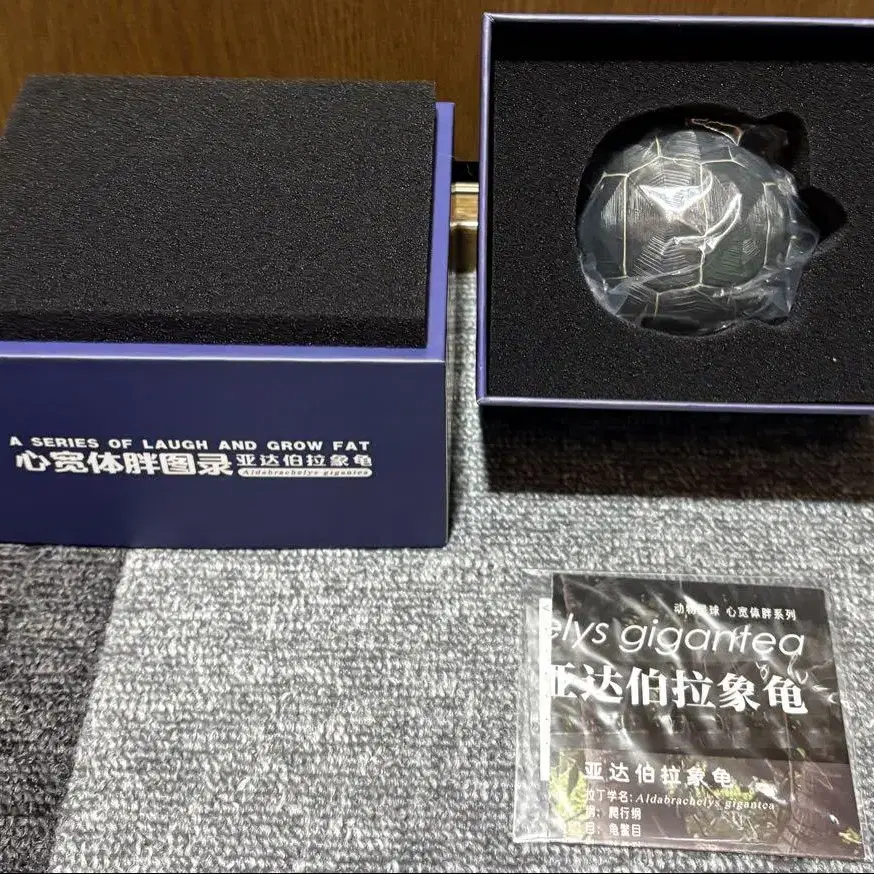 A SERIES OF LAUGH AND GROW FAT
心宽体胖图录 亚达伯拉象龟
Aldabrachelys gigantea
动物星球 心宽体胖系列
elys gigantea
亚达伯拉象龟
亚达伯拉象龟
拉丁学名：Aldabrachelys gigantea
纲：爬行纲
目：龟鳖目